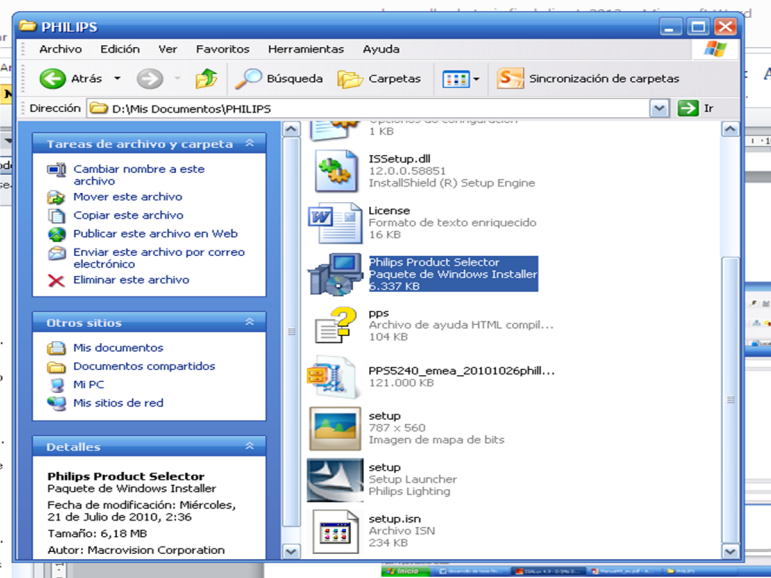 PHILIPS
Archivo Edición Ver Favoritos Herramientas Ayuda
Atrás Búsqueda Carpetas Sincronización de carpetas
Dirección D:\Mis Documentos\PHILIPS Ir
Tareas de archivo y carpeta
Cambiar nombre a este
archivo
Mover este archivo
Copiar este archivo
Publicar este archivo en Web
Enviar este archivo por correo
electrónico
Eliminar este archivo
Otros sitios
Mis documentos
Documentos compartidos
Mi PC
Mis sitios de red
Detalles
Philips Product Selector
Paquete de Windows Installer
Fecha de modificación: Miércoles,
21 de Julio de 2010, 2:36
Tamaño: 6,18 MB
Autor: Macrovision Corporation
Opciones de configuración
1 KB
ISSetup.dll
12.0.0.58851
InstallShield (R) Setup Engine
License
Formato de texto enriquecido
16 KB
Philips Product Selector
Paquete de Windows Installer
6.337 KB
pps
Archivo de ayuda HTML compil...
104 KB
PPS5240_emea_20101026phill...
121.000 KB
setup
787 x 560
Imagen de mapa de bits
setup
Setup Launcher
Philips Lighting
setup.isn
Archivo ISN
234 KB
Inicio